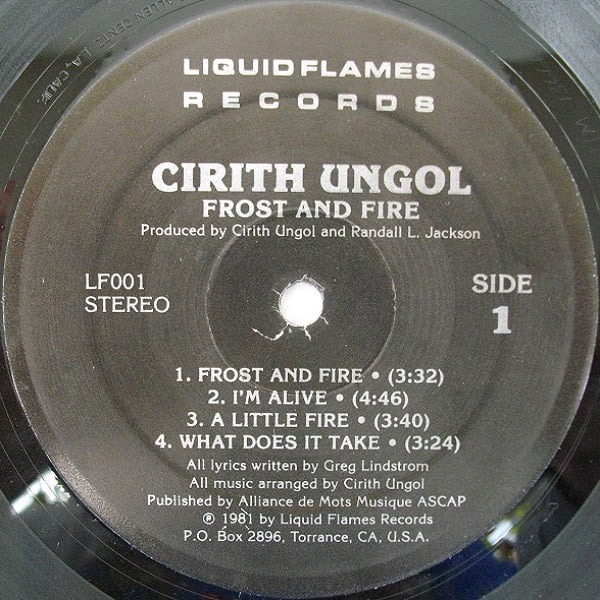 LIQUID FLAMES
RECORDS
CIRITH UNGOL
FROST AND FIRE
Produced by Cirith Ungol and Randall L. Jackson
LF001
STEREO
SIDE
1
1. FROST AND FIRE • (3:32)
2. I'M ALIVE • (4:46)
3. A LITTLE FIRE • (3:40)
4. WHAT DOES IT TAKE • (3:24)
All lyrics written by Greg Lindstrom
All music arranged by Cirith Ungol
Published by Alliance de Mots Musique ASCAP
℗ 1981 by Liquid Flames Records
P.O. Box 2896, Torrance, CA, U.S.A.